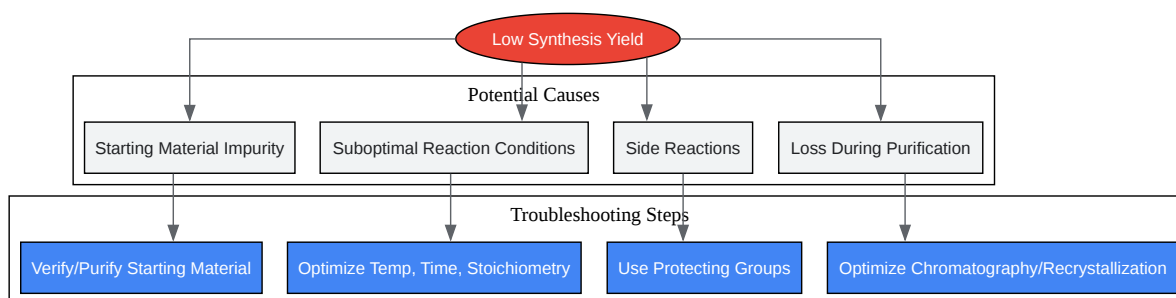 Low Synthesis Yield
Potential Causes
Starting Material Impurity
Suboptimal Reaction Conditions
Side Reactions
Loss During Purification
Troubleshooting Steps
Verify/Purify Starting Material
Optimize Temp, Time, Stoichiometry
Use Protecting Groups
Optimize Chromatography/Recrystallization